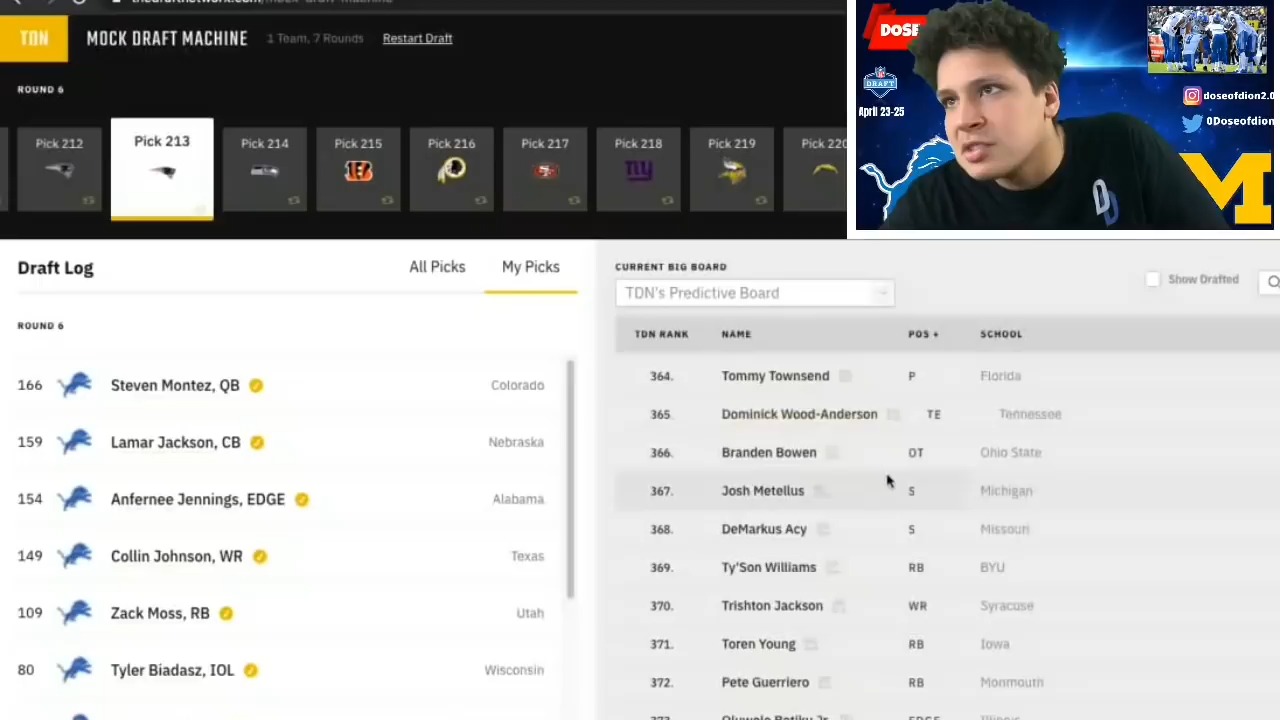 TDN MOCK DRAFT MACHINE 1 Team, 7 Rounds Restart Draft
ROUND 6
Pick 212 Pick 213 Pick 214 Pick 215 Pick 216 Pick 217 Pick 218 Pick 219 Pick 220
DOSE
NFL
DRAFT
April 23-25
doseofdion2.0
0Doseofdion
Draft Log All Picks My Picks
ROUND 6
166 Steven Montez, QB Colorado
159 Lamar Jackson, CB Nebraska
154 Anfernee Jennings, EDGE Alabama
149 Collin Johnson, WR Texas
109 Zack Moss, RB Utah
80 Tyler Biadasz, IOL Wisconsin
CURRENT BIG BOARD
TDN's Predictive Board
Show Drafted
TDN RANK NAME POS + SCHOOL
364. Tommy Townsend P Florida
365. Dominick Wood-Anderson TE Tennessee
366. Branden Bowen OT Ohio State
367. Josh Metellus S Michigan
368. DeMarkus Acy S Missouri
369. Ty'Son Williams RB BYU
370. Trishton Jackson WR Syracuse
371. Toren Young RB Iowa
372. Pete Guerriero RB Monmouth